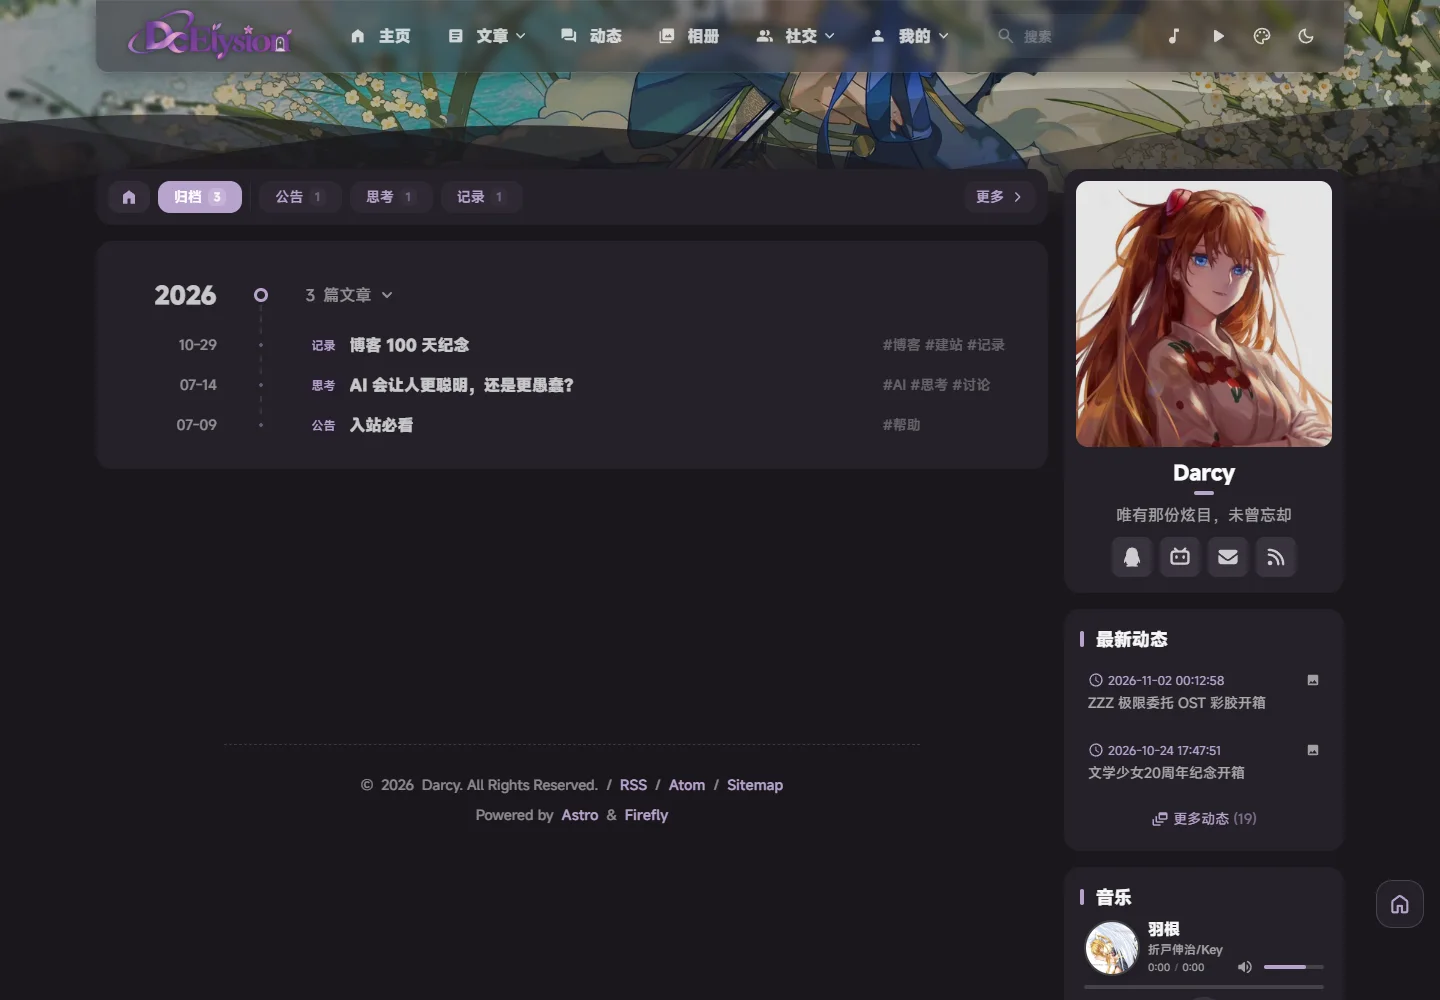 DcElysion
主页 文章 动态 相册 社交 我的 搜索
归档 3 公告 1 思考 1 记录 1 更多
2026 3 篇文章
10-29 记录 博客 100 天纪念 #博客 #建站 #记录
07-14 思考 AI 会让人更聪明，还是更愚蠢？ #AI #思考 #讨论
07-09 公告 入站必看 #帮助
Darcy
唯有那份炫目，未曾忘却
最新动态
2026-11-02 00:12:58
ZZZ 极限委托 OST 彩胶开箱
2026-10-24 17:47:51
文学少女20周年纪念开箱
更多动态 (19)
音乐
羽根
折戸伸治/Key
0:00 / 0:00
© 2026 Darcy. All Rights Reserved. / RSS / Atom / Sitemap
Powered by Astro & Firefly